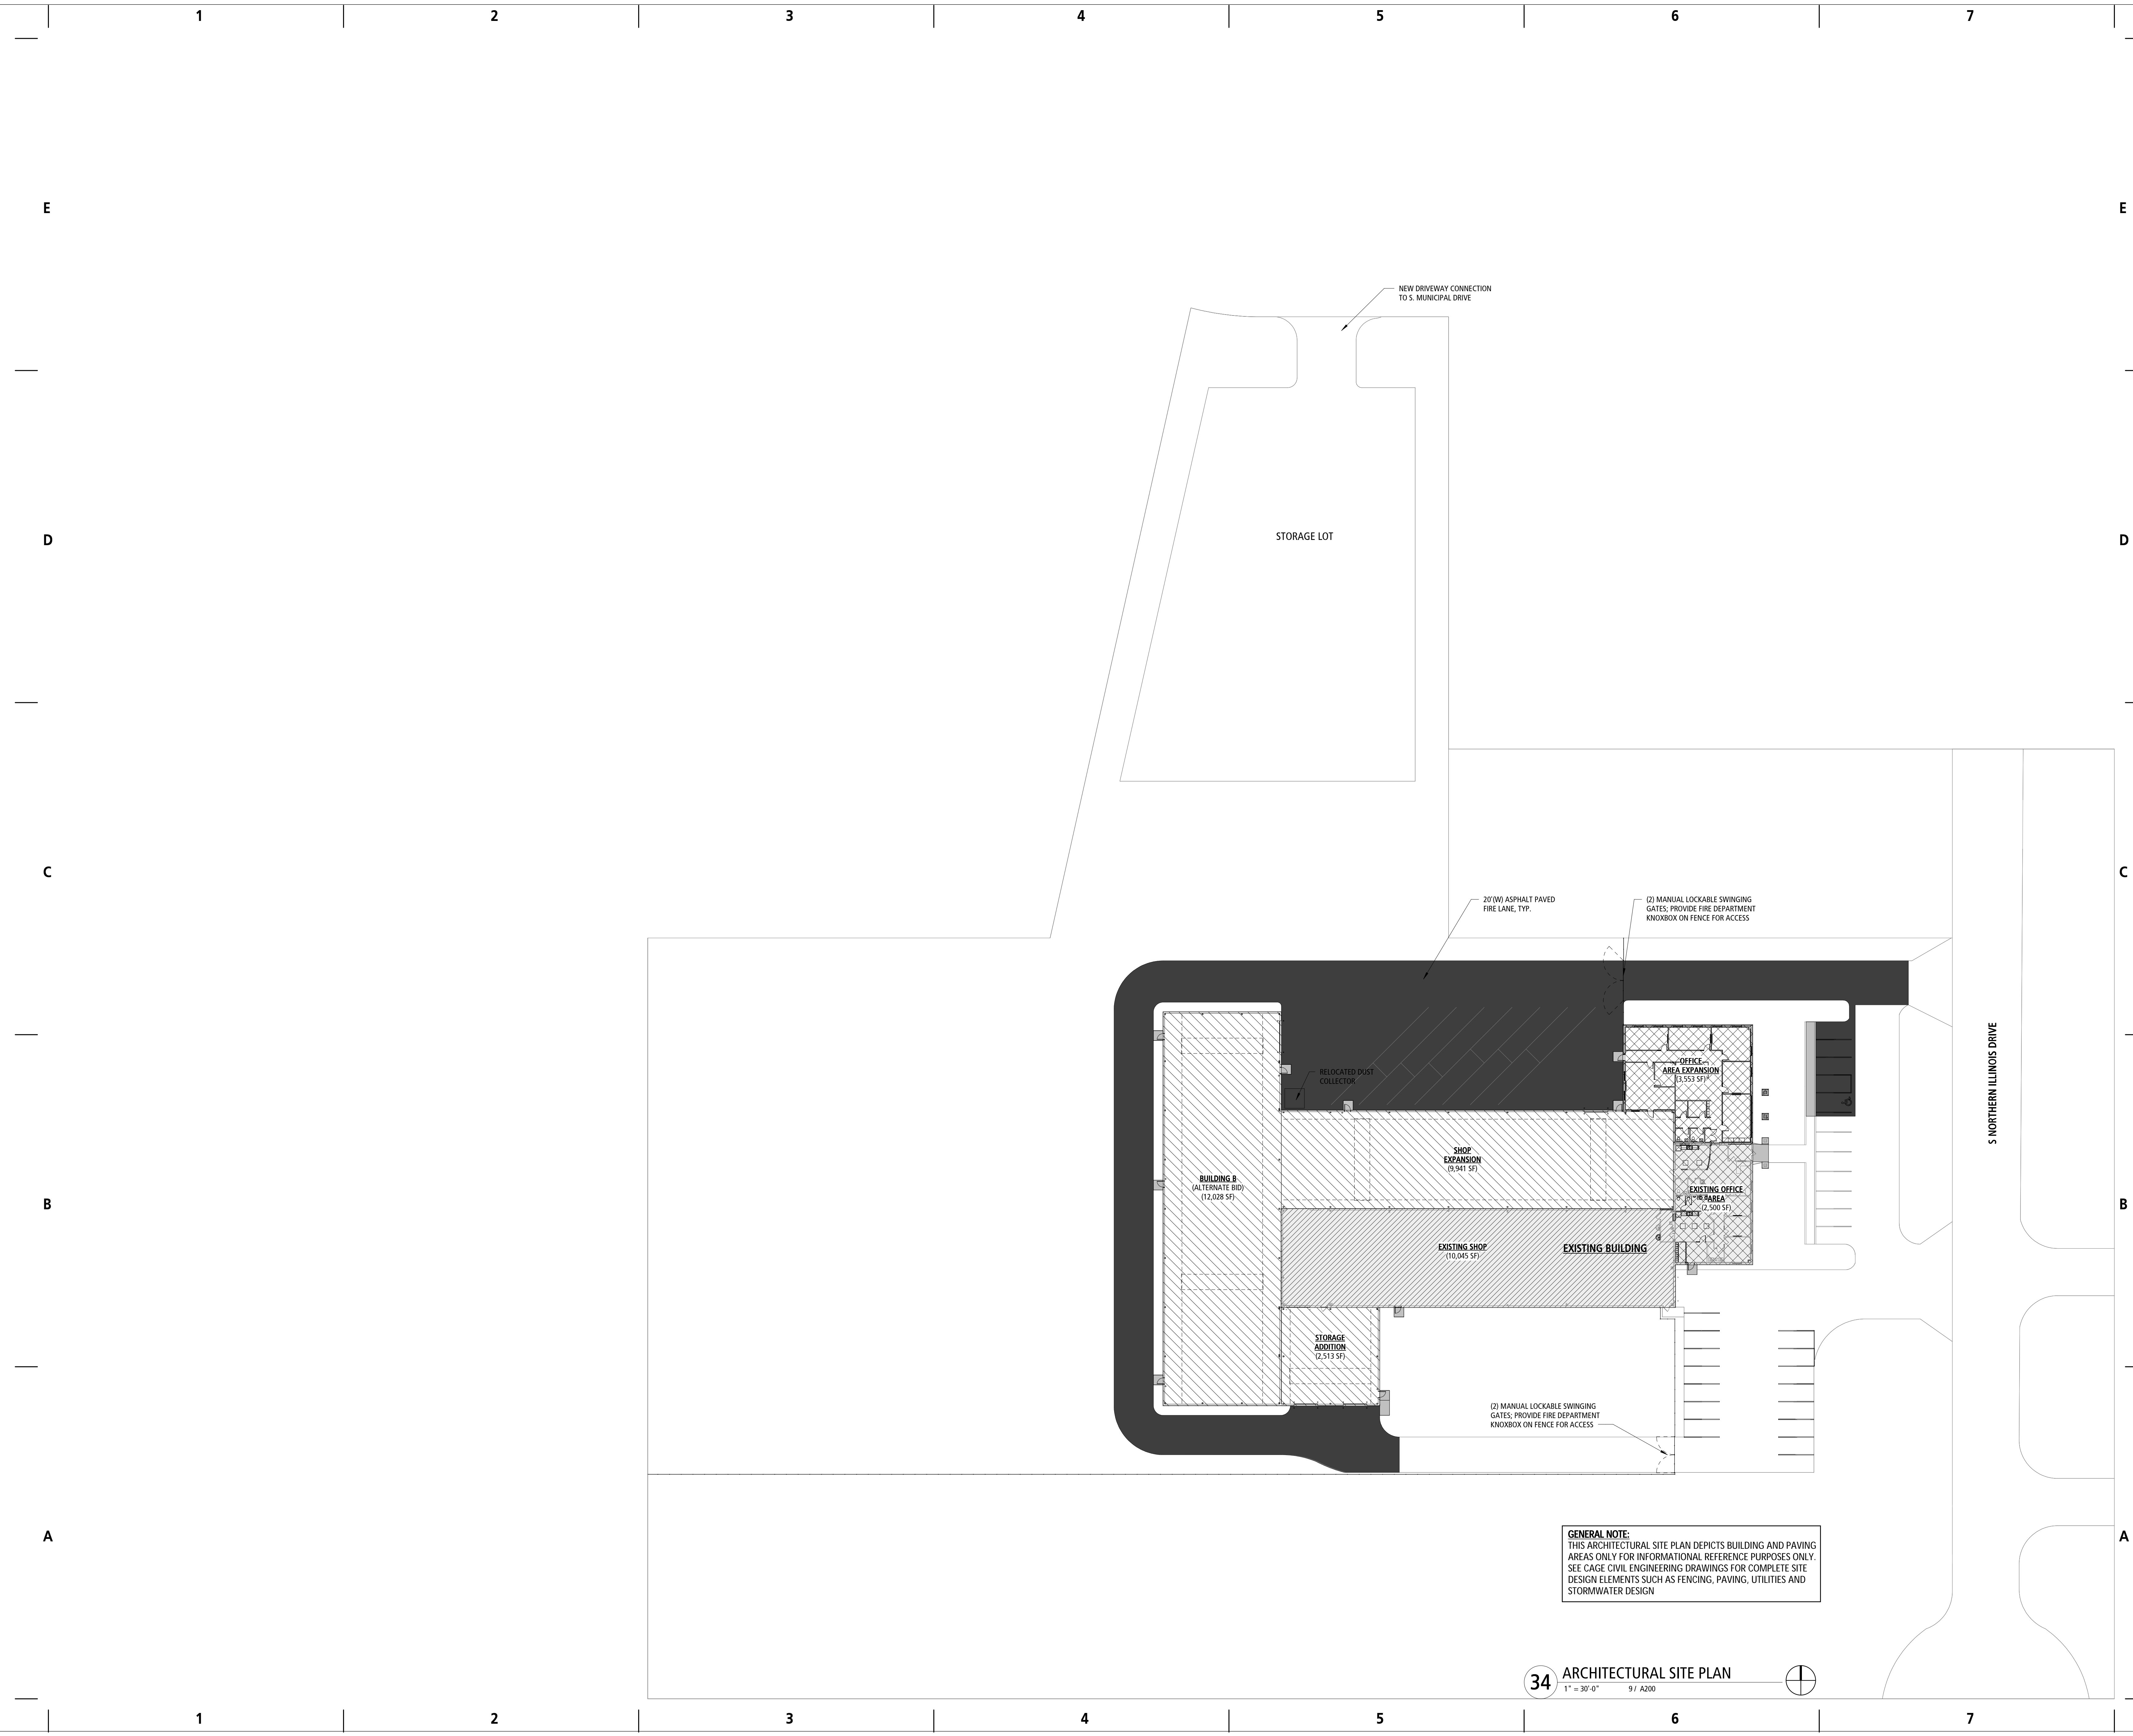 1 2 3 4 5 6 7
E E
NEW DRIVEWAY CONNECTION
TO S. MUNICIPAL DRIVE
STORAGE LOT
D D
C C
20'(W) ASPHALT PAVED
FIRE LANE, TYP.
(2) MANUAL LOCKABLE SWINGING
GATES; PROVIDE FIRE DEPARTMENT
KNOXBOX ON FENCE FOR ACCESS
S NORTHERN ILLINOIS DRIVE
RELOCATED DUST
COLLECTOR
OFFICE
AREA EXPANSION
(3,553 SF)
SHOP
EXPANSION
(9,941 SF)
BUILDING B
(ALTERNATE BID)
(12,028 SF)
EXISTING OFFICE
AREA
(2,500 SF)
B B
EXISTING SHOP
(10,045 SF)
EXISTING BUILDING
STORAGE
ADDITION
(2,513 SF)
(2) MANUAL LOCKABLE SWINGING
GATES; PROVIDE FIRE DEPARTMENT
KNOXBOX ON FENCE FOR ACCESS
A A
GENERAL NOTE:
THIS ARCHITECTURAL SITE PLAN DEPICTS BUILDING AND PAVING
AREAS ONLY FOR INFORMATIONAL REFERENCE PURPOSES ONLY.
SEE CAGE CIVIL ENGINEERING DRAWINGS FOR COMPLETE SITE
DESIGN ELEMENTS SUCH AS FENCING, PAVING, UTILITIES AND
STORMWATER DESIGN
34 ARCHITECTURAL SITE PLAN
1" = 30'-0" 9 / A200
1 2 3 4 5 6 7